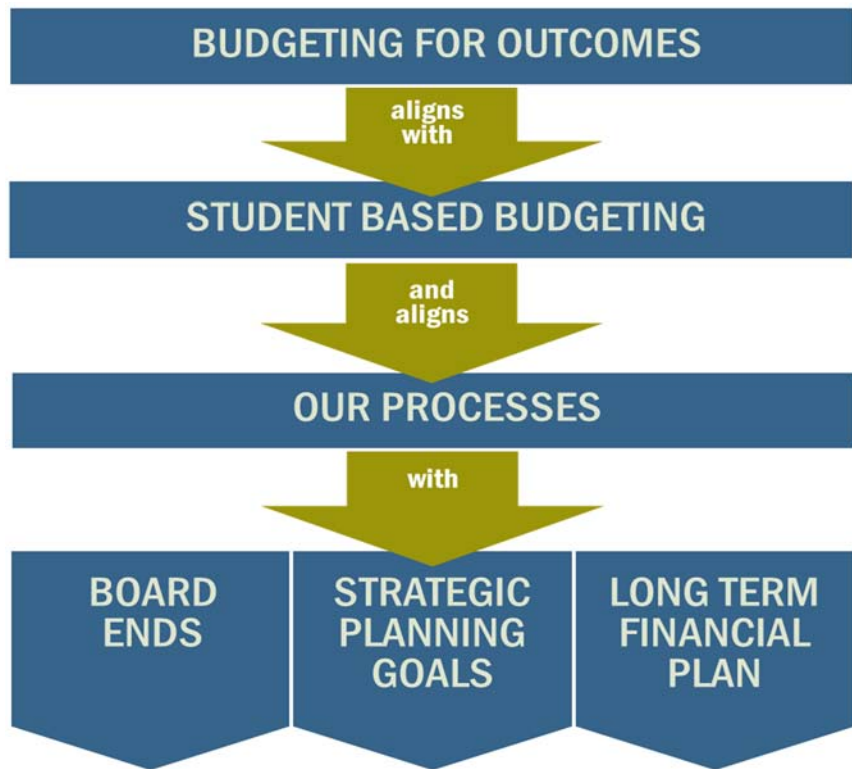 BUDGETING FOR OUTCOMES
aligns
with
STUDENT BASED BUDGETING
and
aligns
OUR PROCESSES
with
BOARD
ENDS
STRATEGIC
PLANNING
GOALS
LONG TERM
FINANCIAL
PLAN